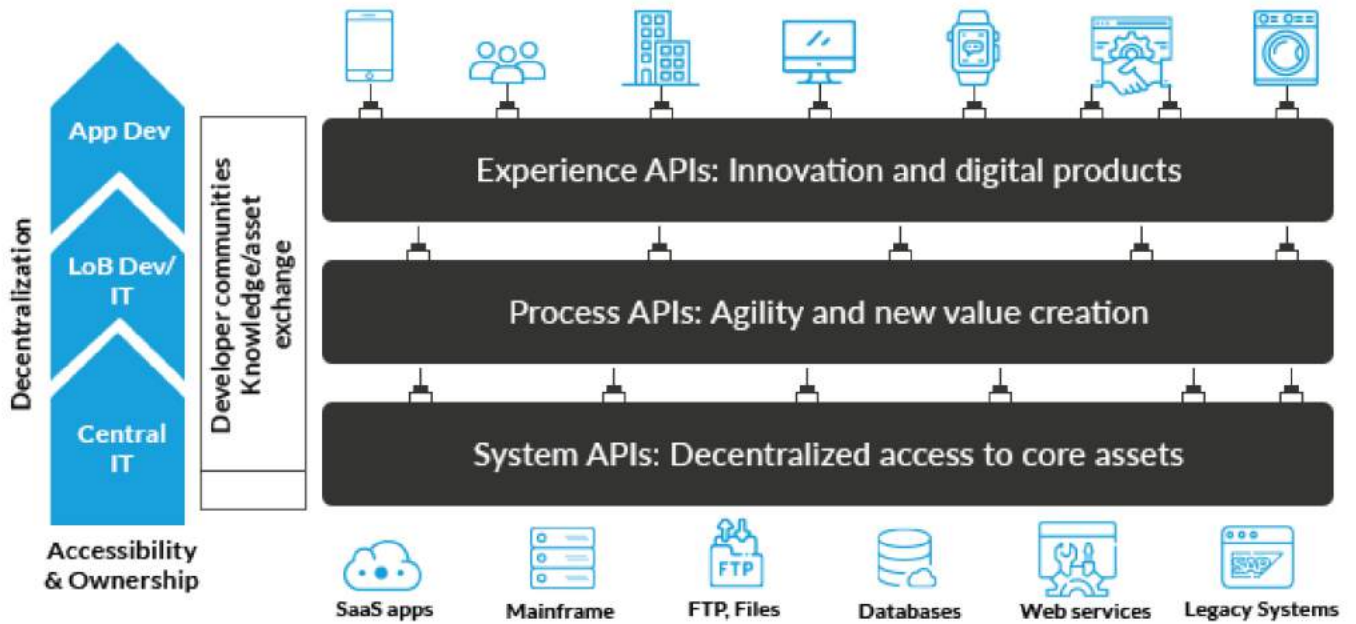 Experience APIs: Innovation and digital products
Process APIs: Agility and new value creation
System APIs: Decentralized access to core assets
App Dev
LoB Dev/
IT
Central
IT
Decentralization
Developer communities
Knowledge/asset
exchange
Accessibility
& Ownership
SaaS apps
Mainframe
FTP
FTP, Files
Databases
Web services
SAP
Legacy Systems